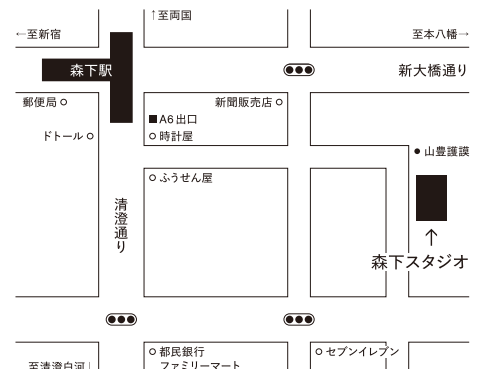 ↑至両国
←至新宿
至本八幡→
森下駅
新大橋通り
郵便局
新聞販売店
A6出口
ドトール
時計屋
山豊護謨
ふうせん屋
清澄通り
森下スタジオ
都民銀行
セブンイレブン
至清澄白河↓
ファミリーマート